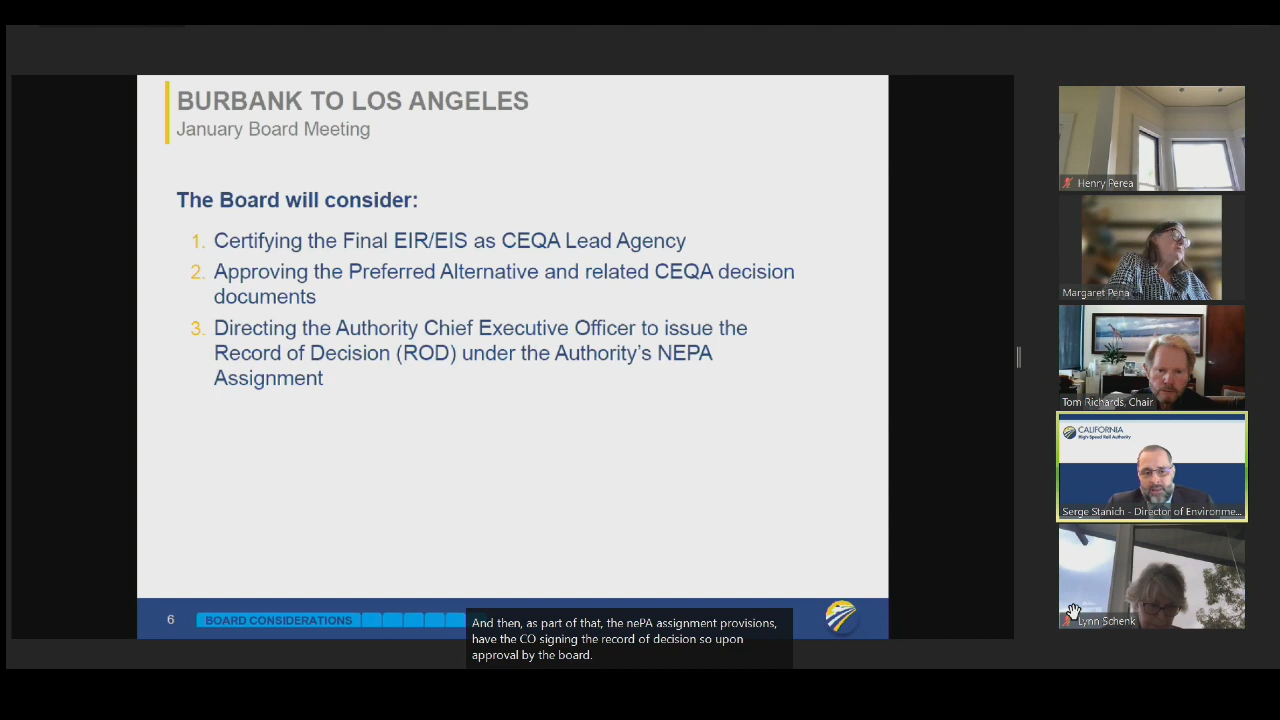 BURBANK TO LOS ANGELES
January Board Meeting
The Board will consider:
1. Certifying the Final EIR/EIS as CEQA Lead Agency
2. Approving the Preferred Alternative and related CEQA decision
documents
3. Directing the Authority Chief Executive Officer to issue the
Record of Decision (ROD) under the Authority's NEPA
Assignment
6
BOARD CONSIDERATIONS
And then, as part of that, the nePA assignment provisions,
have the CO signing the record of decision so upon
approval by the board.
Henry Perea
Margaret Pena
Tom Richards, Chair
CALIFORNIA
High-Speed Rail Authority
Serge Stanich - Director of Environme...
Lynn Schenk